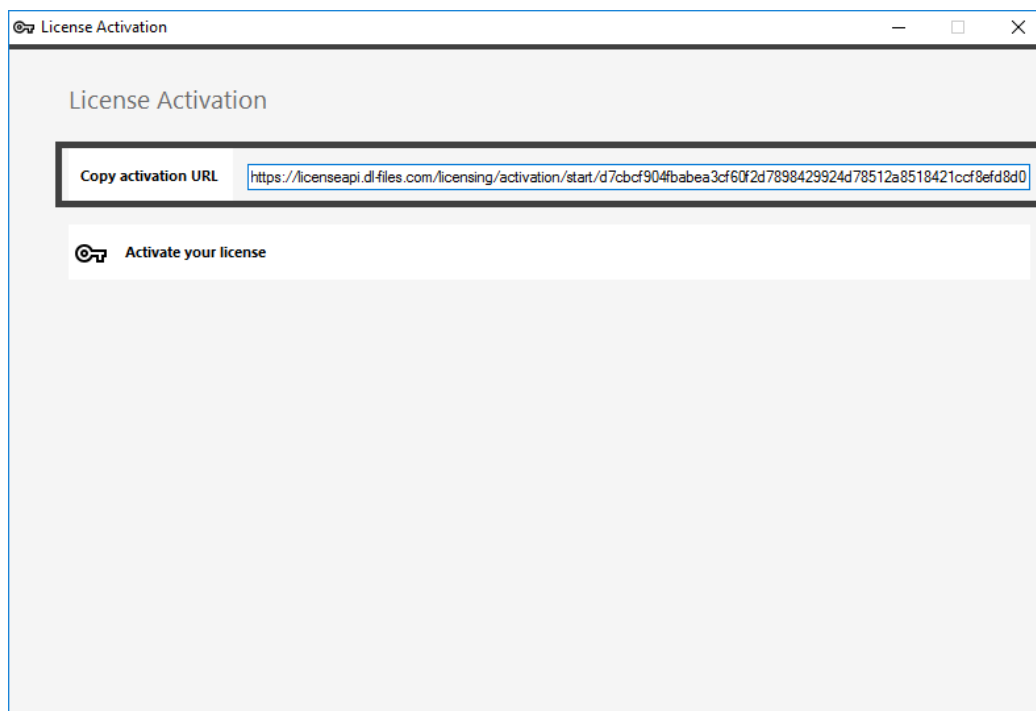 License Activation
License Activation
Copy activation URL https://licenseapi.dl-files.com/licensing/activation/start/d7cbcf904fbabea3cf60f2d7898429924d78512a8518421ccf8efd8d0
Activate your license